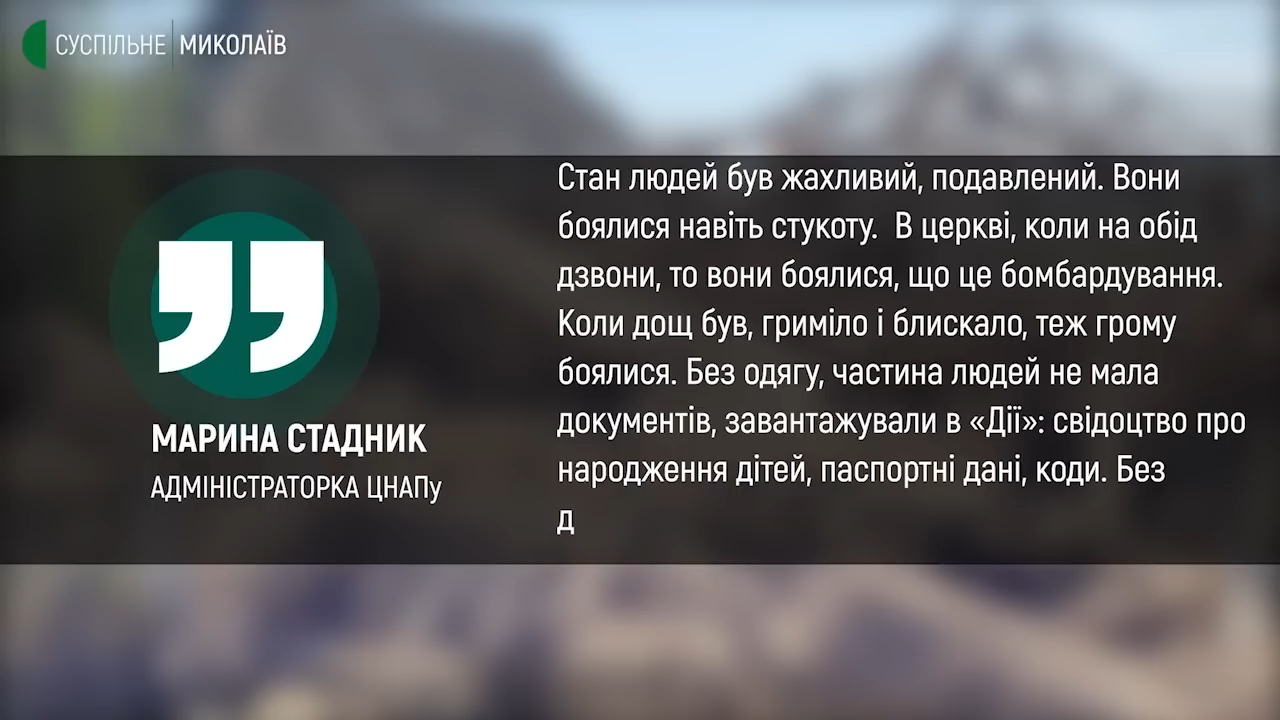 СУСПІЛЬНЕ МИКОЛАЇВ
Стан людей був жахливий, подавлений. Вони
боялися навіть стукоту. В церкві, коли на обід
дзвони, то вони боялися, що це бомбардування.
Коли дощ був, гриміло і блискало, теж грому
боялися. Без одягу, частина людей не мала
документів, завантажували в «Дії»: свідоцтво про
народження дітей, паспортні дані, коди. Без
д
МАРИНА СТАДНИК
АДМІНІСТРАТОРКА ЦНАПу